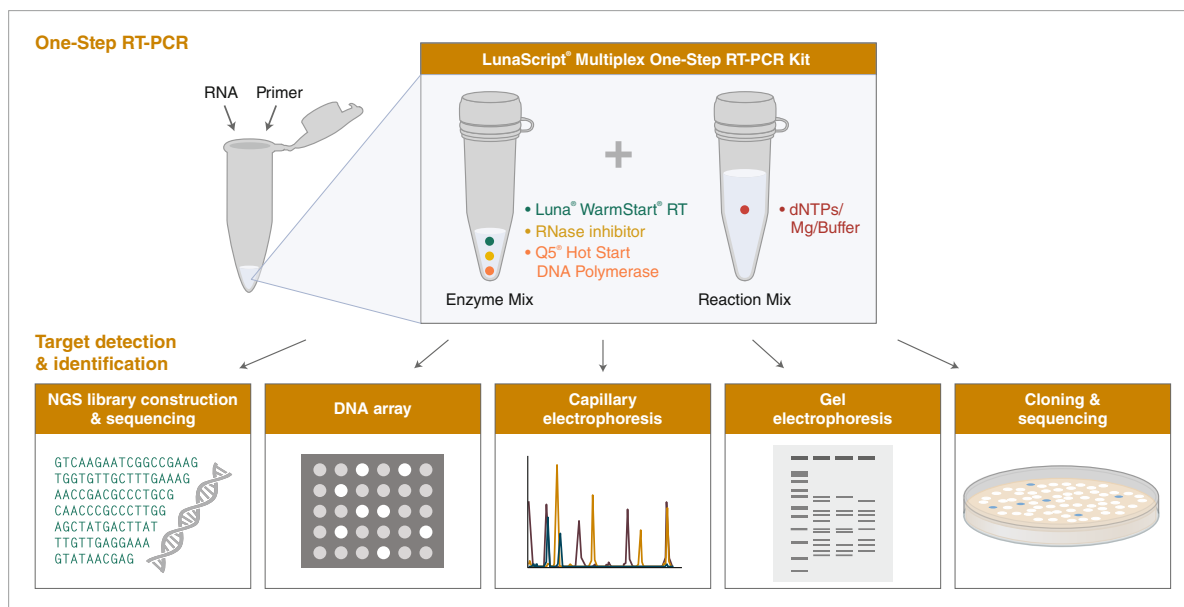 One-Step RT-PCR
LunaScript® Multiplex One-Step RT-PCR Kit
RNA Primer
• Luna® WarmStart® RT
• RNase inhibitor
• Q5® Hot Start
DNA Polymerase
• dNTPs/
Mg/Buffer
Enzyme Mix
Reaction Mix
Target detection
& identification
NGS library construction
& sequencing
DNA array
Capillary
electrophoresis
Gel
electrophoresis
Cloning &
sequencing
GTCAAGAATCGGCCGAAG
TGGTGTTGCTTTGAAAG
AACCGACGCCCTGCG
CAACCCGCCCTTGG
AGCTATGACTTAT
TTGTTGAGGAAA
GTATAACGAG